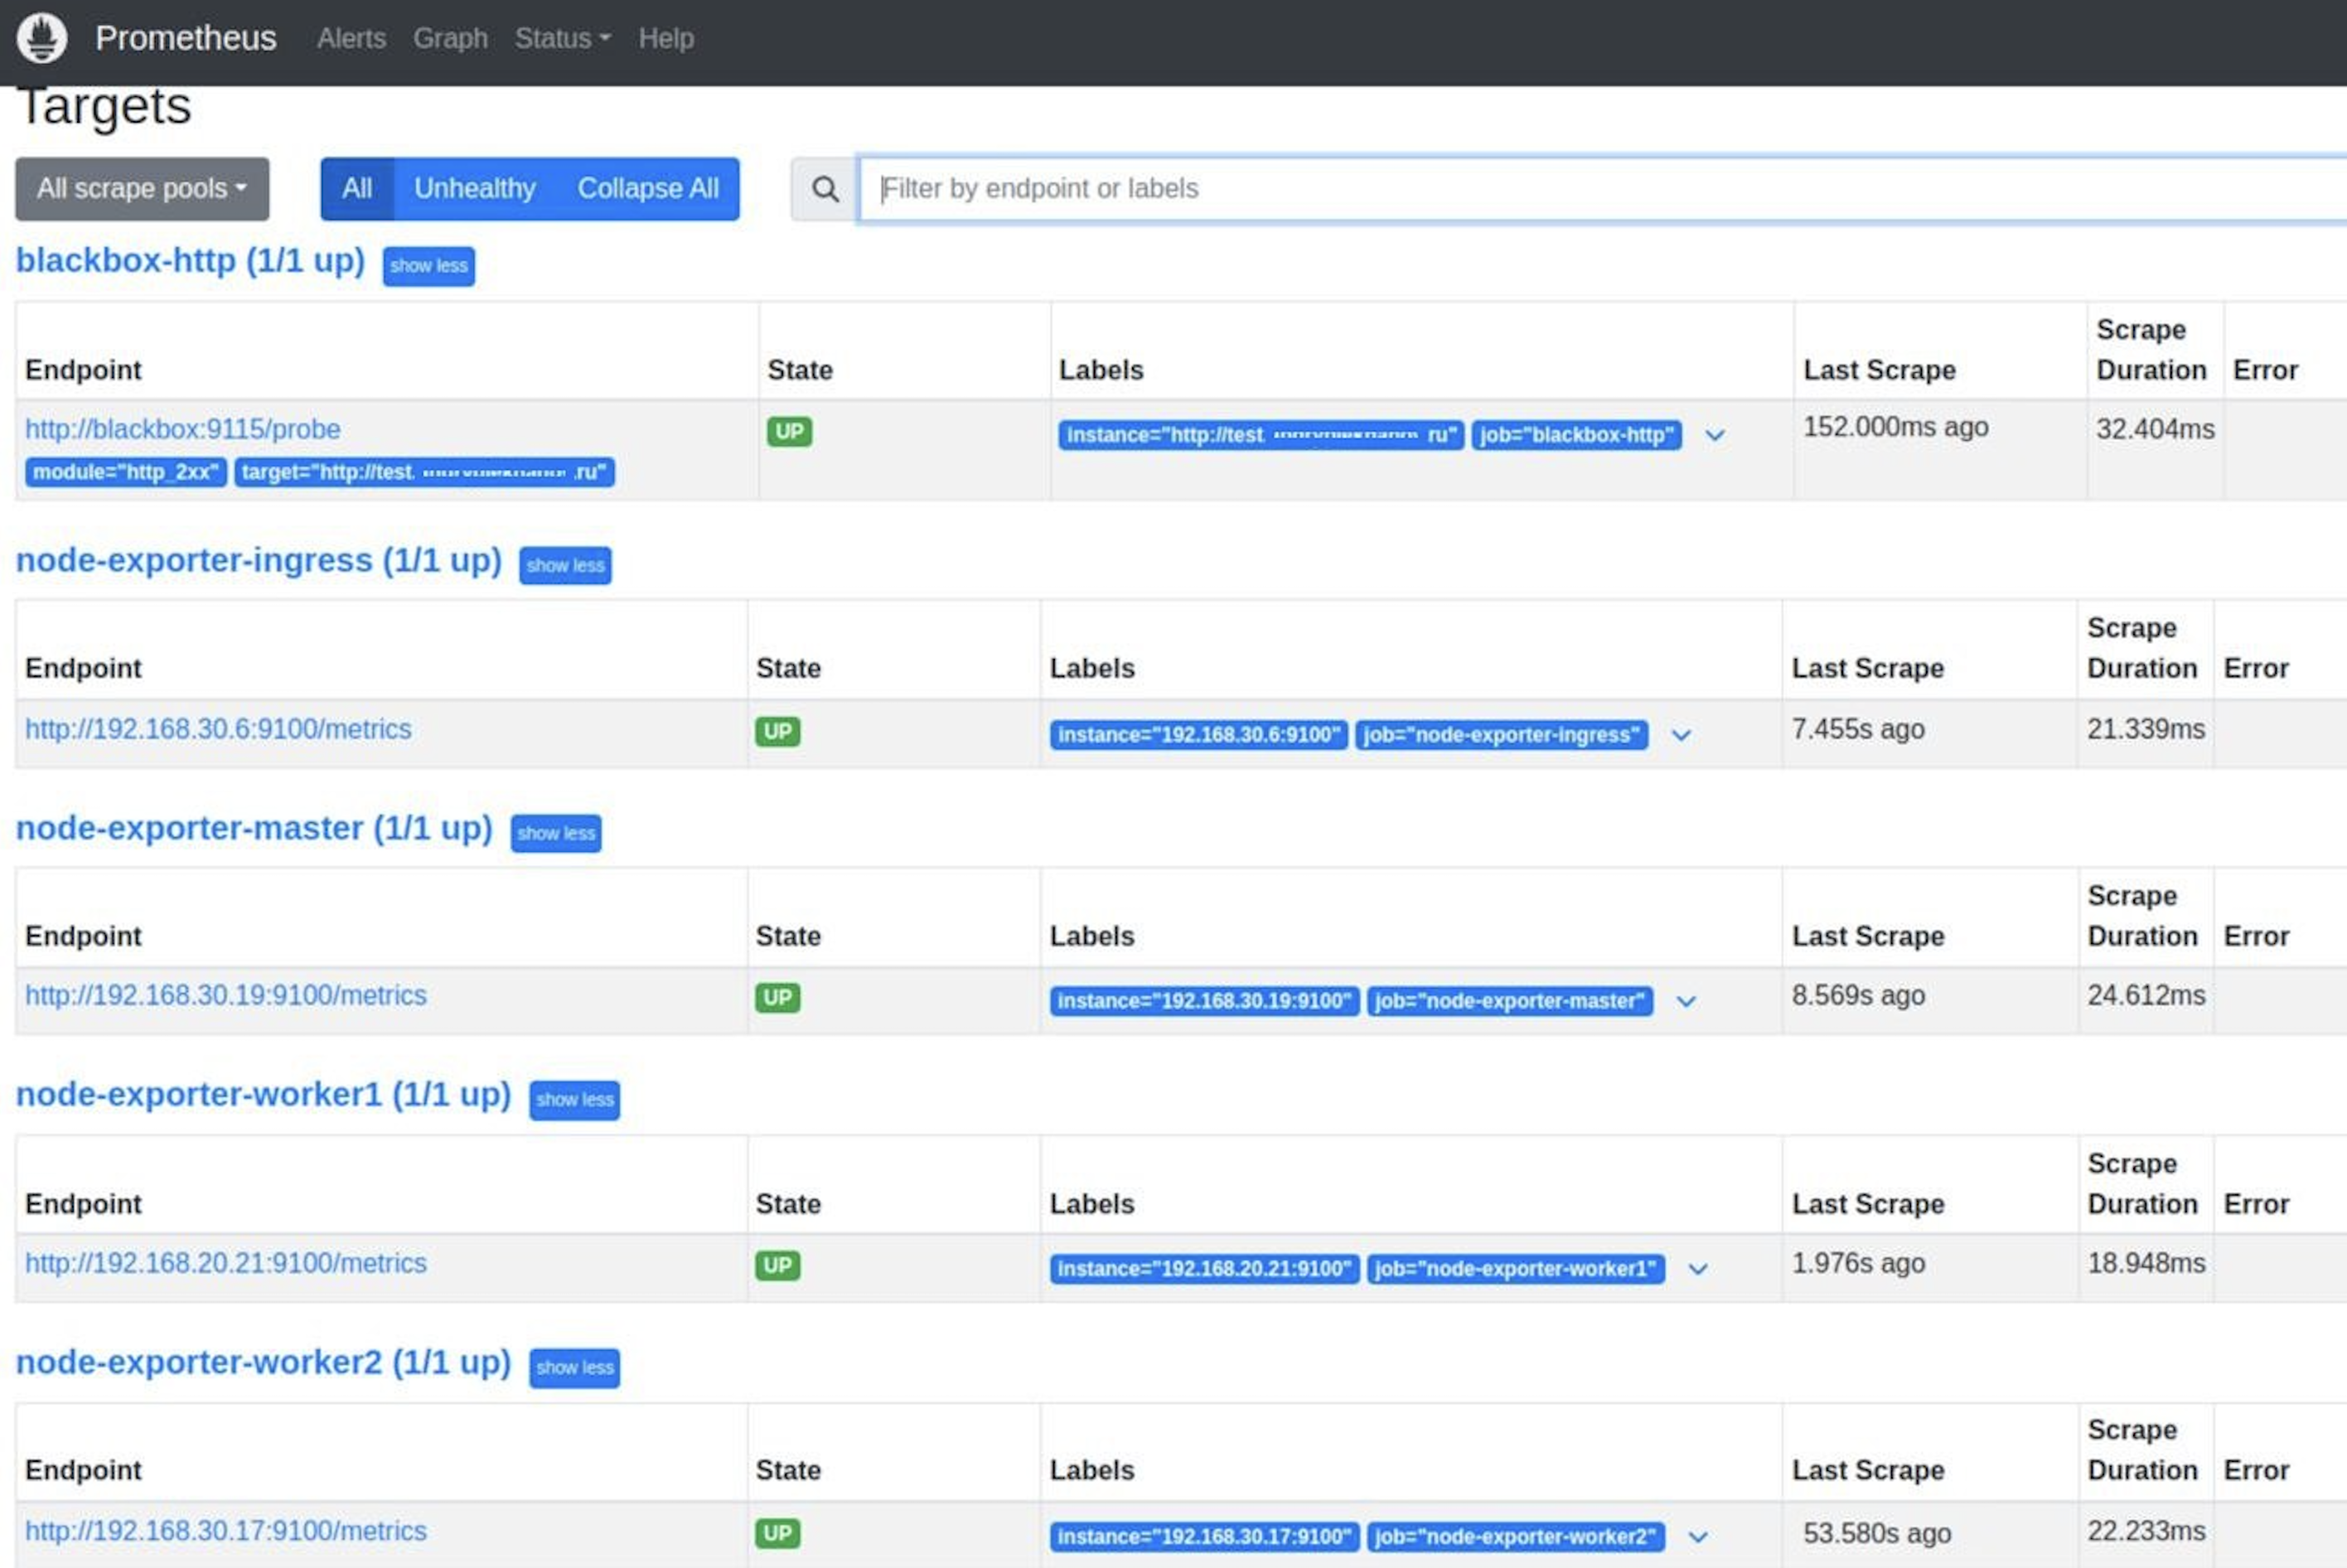 Prometheus Alerts Graph Status Help
Targets
All scrape pools All Unhealthy Collapse All Filter by endpoint or labels
blackbox-http (1/1 up) show less
Endpoint State Labels Last Scrape Scrape Duration Error
http://blackbox:9115/probe UP instance="http://test. ru" job="blackbox-http" 152.000ms ago 32.404ms
module="http_2xx" target="http://test. .ru"
node-exporter-ingress (1/1 up) show less
Endpoint State Labels Last Scrape Scrape Duration Error
http://192.168.30.6:9100/metrics UP instance="192.168.30.6:9100" job="node-exporter-ingress" 7.455s ago 21.339ms
node-exporter-master (1/1 up) show less
Endpoint State Labels Last Scrape Scrape Duration Error
http://192.168.30.19:9100/metrics UP instance="192.168.30.19:9100" job="node-exporter-master" 8.569s ago 24.612ms
node-exporter-worker1 (1/1 up) show less
Endpoint State Labels Last Scrape Scrape Duration Error
http://192.168.20.21:9100/metrics UP instance="192.168.20.21:9100" job="node-exporter-worker1" 1.976s ago 18.948ms
node-exporter-worker2 (1/1 up) show less
Endpoint State Labels Last Scrape Scrape Duration Error
http://192.168.30.17:9100/metrics UP instance="192.168.30.17:9100" job="node-exporter-worker2" 53.580s ago 22.233ms